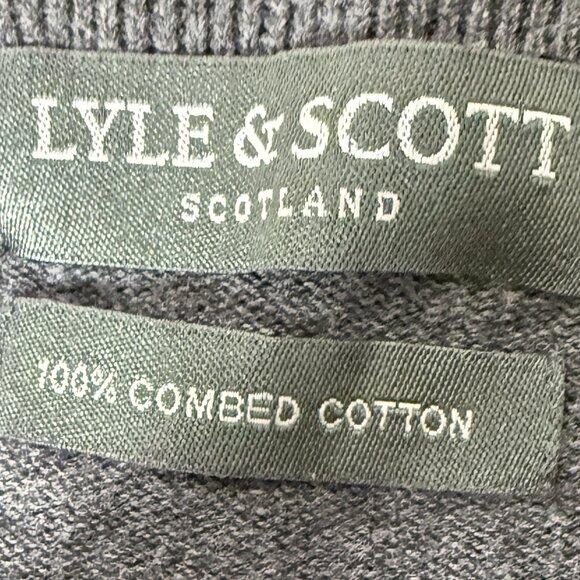 LYLE & SCOTT
SCOTLAND
100% COMBED COTTON